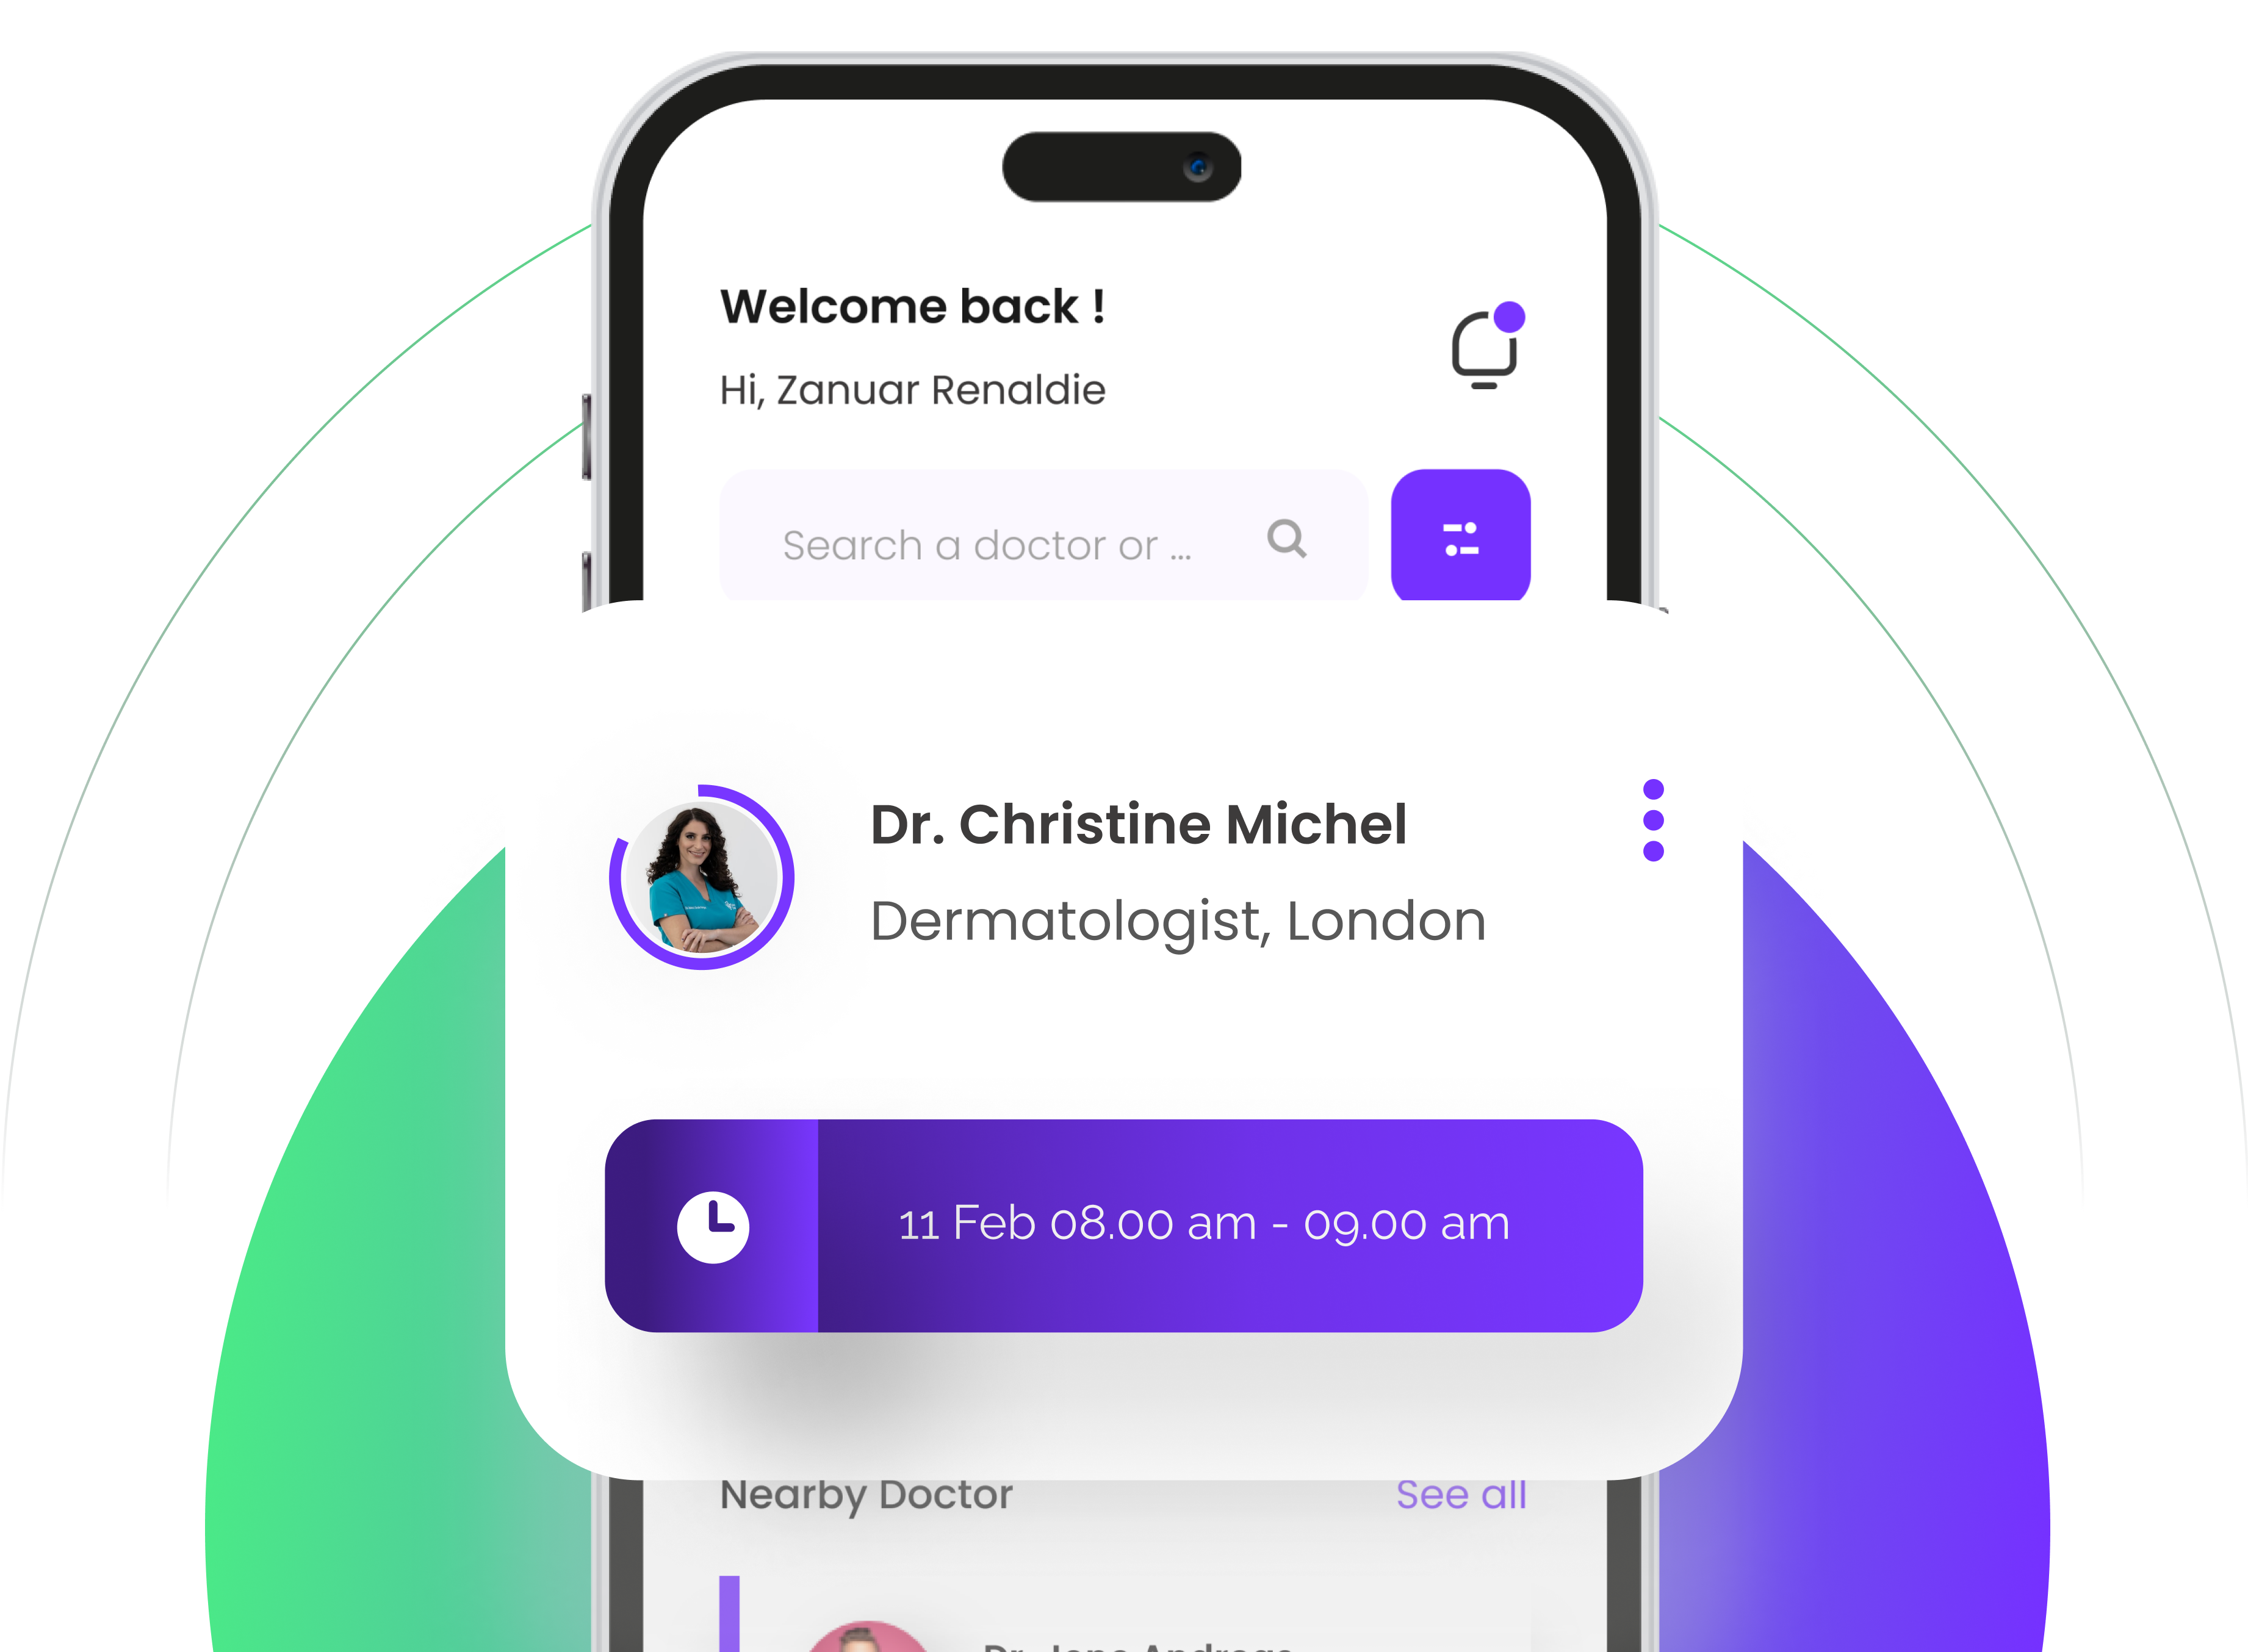 Welcome back !
Hi, Zanuar Renaldie
Search a doctor or ...
Dr. Christine Michel
Dermatologist, London
11 Feb 08.00 am - 09.00 am
Nearby Doctor
See all
Dr.